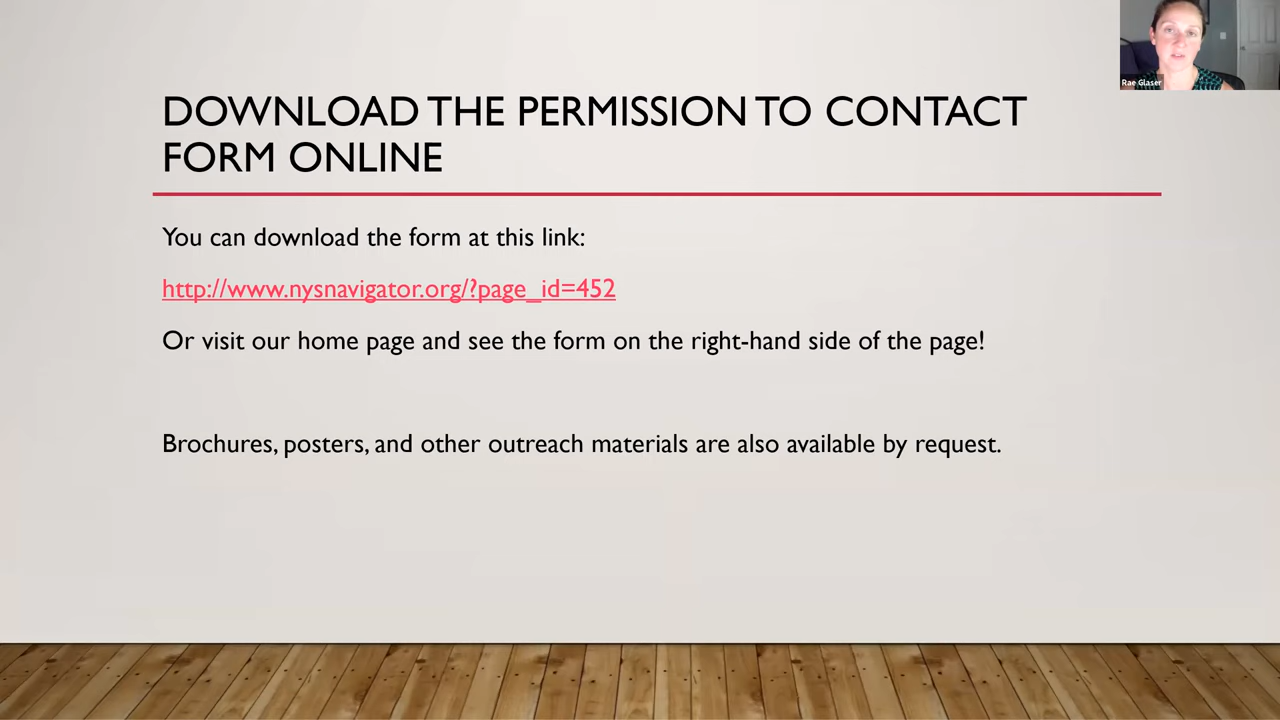 Rae Glaser
DOWNLOAD THE PERMISSION TO CONTACT
FORM ONLINE
You can download the form at this link:
http://www.nysnavigator.org/?page_id=452
Or visit our home page and see the form on the right-hand side of the page!
Brochures, posters, and other outreach materials are also available by request.